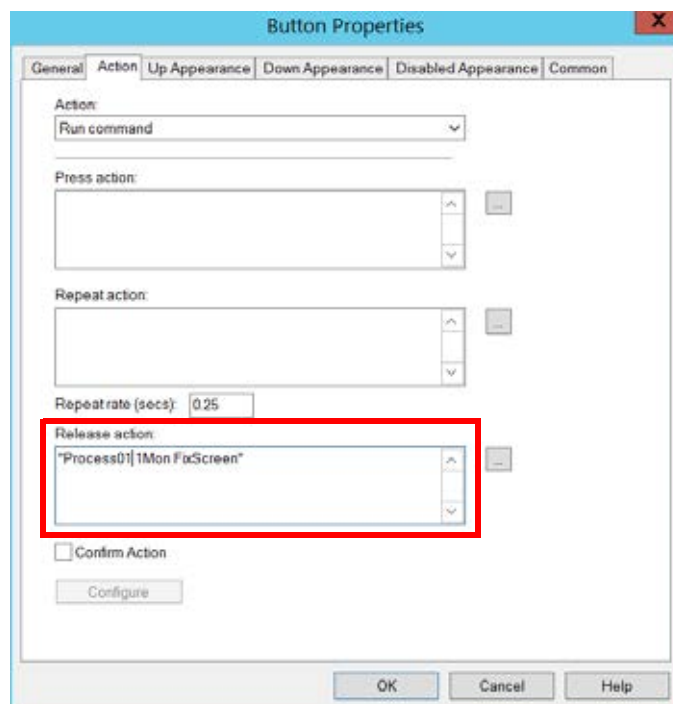 Button Properties
X
General Action Up Appearance Down Appearance Disabled Appearance Common
Action:
Run command
Press action:
...
Repeat action:
...
Repeat rate (secs): 0.25
Release action:
"Process01 1Mon FixScreen"
...
Confirm Action
Configure
OK Cancel Help